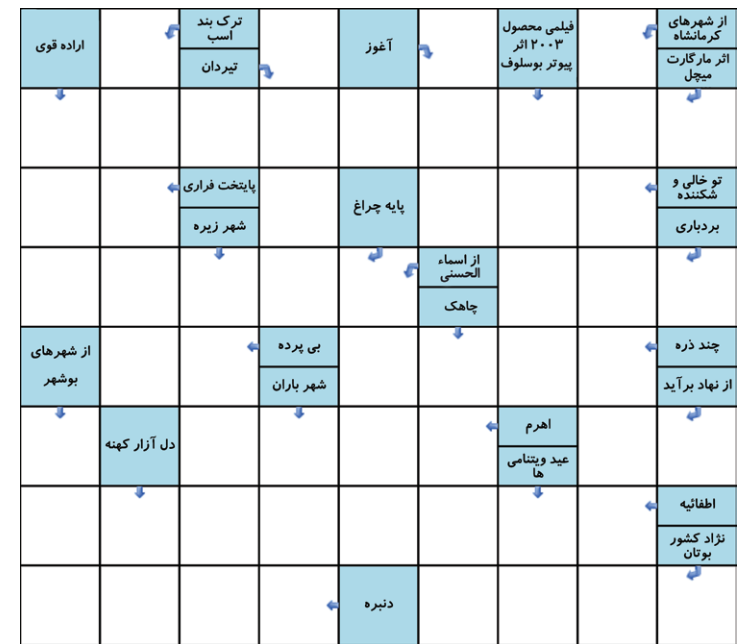 از شهرهای
کرمانشاه
اثر مارگارت
میچل
فیلمی محصول
۲۰۰۳ اثر
پیوتر بوسلوف
آغوز
ترک بند
اسب
تیردان
اراده قوی
تو خالی و
شکننده
بردباری
پایه چراغ
پایتخت فراری
شهر زیره
از اسماء
الحسنی
چاهک
چند ذره
از نهاد برآید
بی پرده
شهر باران
از شهرهای
بوشهر
اهرم
عید ویتنامی
ها
دل آزار کهنه
اطفائیه
نژاد کشور
بوتان
دنبره